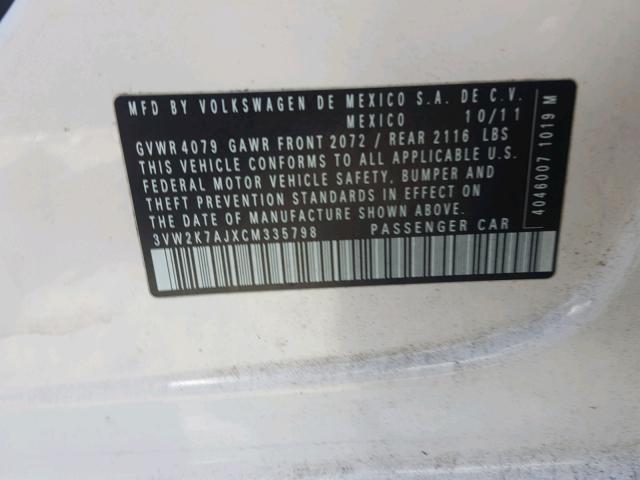 MFD BY VOLKSWAGEN DE MEXICO S.A. DE C.V.
MEXICO 10/11
GVWR 4079 GAWR FRONT 2072 / REAR 2116 LBS
THIS VEHICLE CONFORMS TO ALL APPLICABLE U.S.
FEDERAL MOTOR VEHICLE SAFETY, BUMPER AND
THEFT PREVENTION STANDARDS IN EFFECT ON
THE DATE OF MANUFACTURE SHOWN ABOVE.
3VW2K7AJXCM335798 PASSENGER CAR
4046007 1019 M